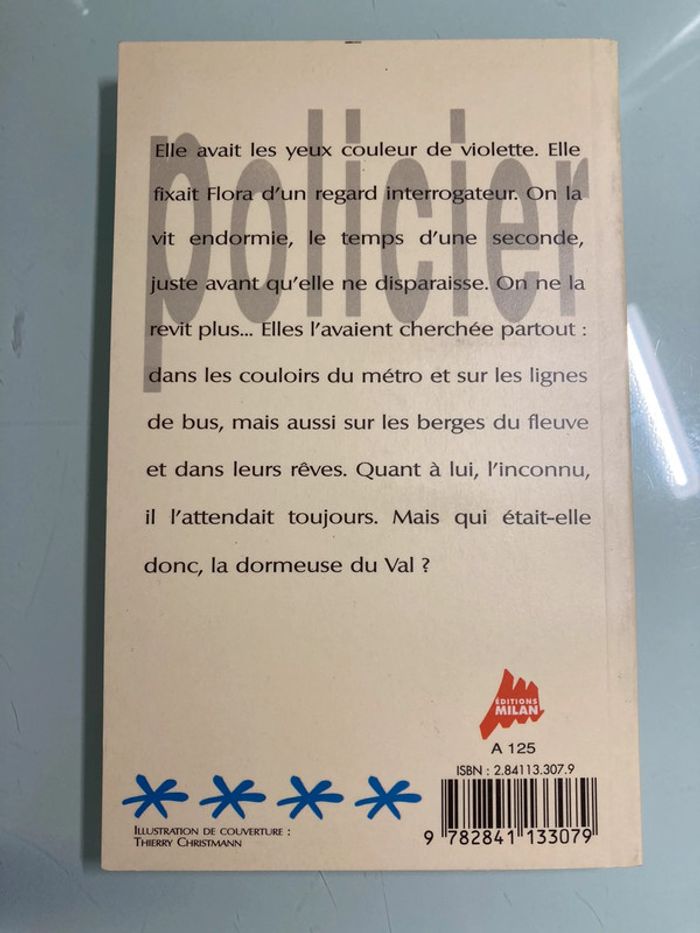 policier
Elle avait les yeux couleur de violette. Elle
fixait Flora d'un regard interrogateur. On la
vit endormie, le temps d'une seconde,
juste avant qu'elle ne disparaisse. On ne la
revit plus... Elles l'avaient cherchée partout :
dans les couloirs du métro et sur les lignes
de bus, mais aussi sur les berges du fleuve
et dans leurs rêves. Quant à lui, l'inconnu,
il l'attendait toujours. Mais qui était-elle
donc, la dormeuse du Val ?
ÉDITIONS
MILAN
A 125
ISBN : 2.84113.307.9
9 782841 133079
ILLUSTRATION DE COUVERTURE :
THIERRY CHRISTMANN